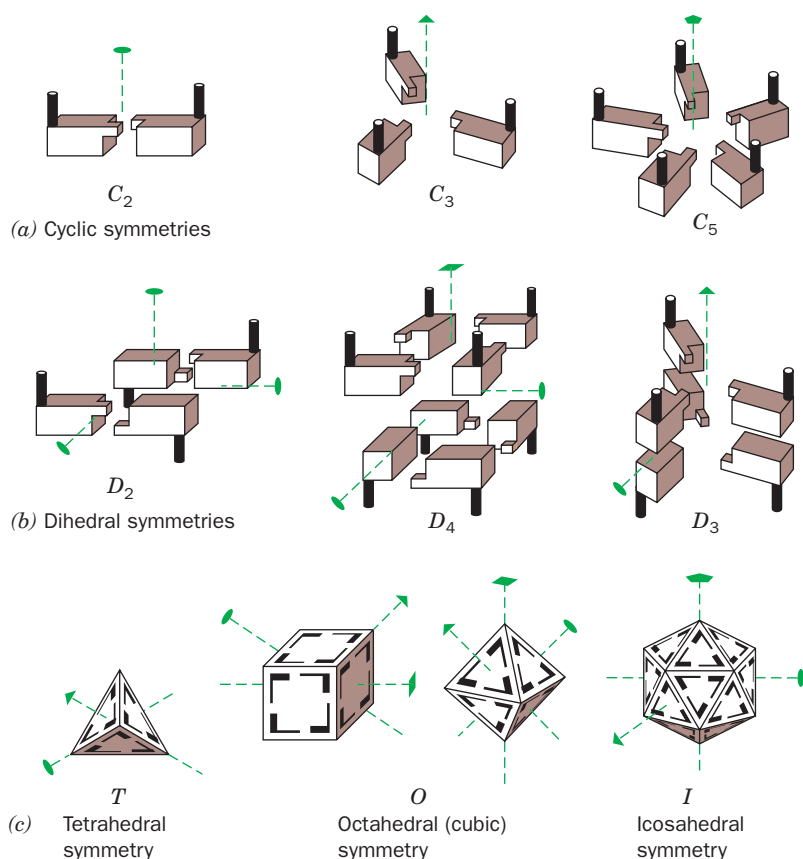 C2
C3
C5
(a) Cyclic symmetries
D2
D4
D3
(b) Dihedral symmetries
T
O
I
(c) Tetrahedral symmetry
Octahedral (cubic) symmetry
Icosahedral symmetry